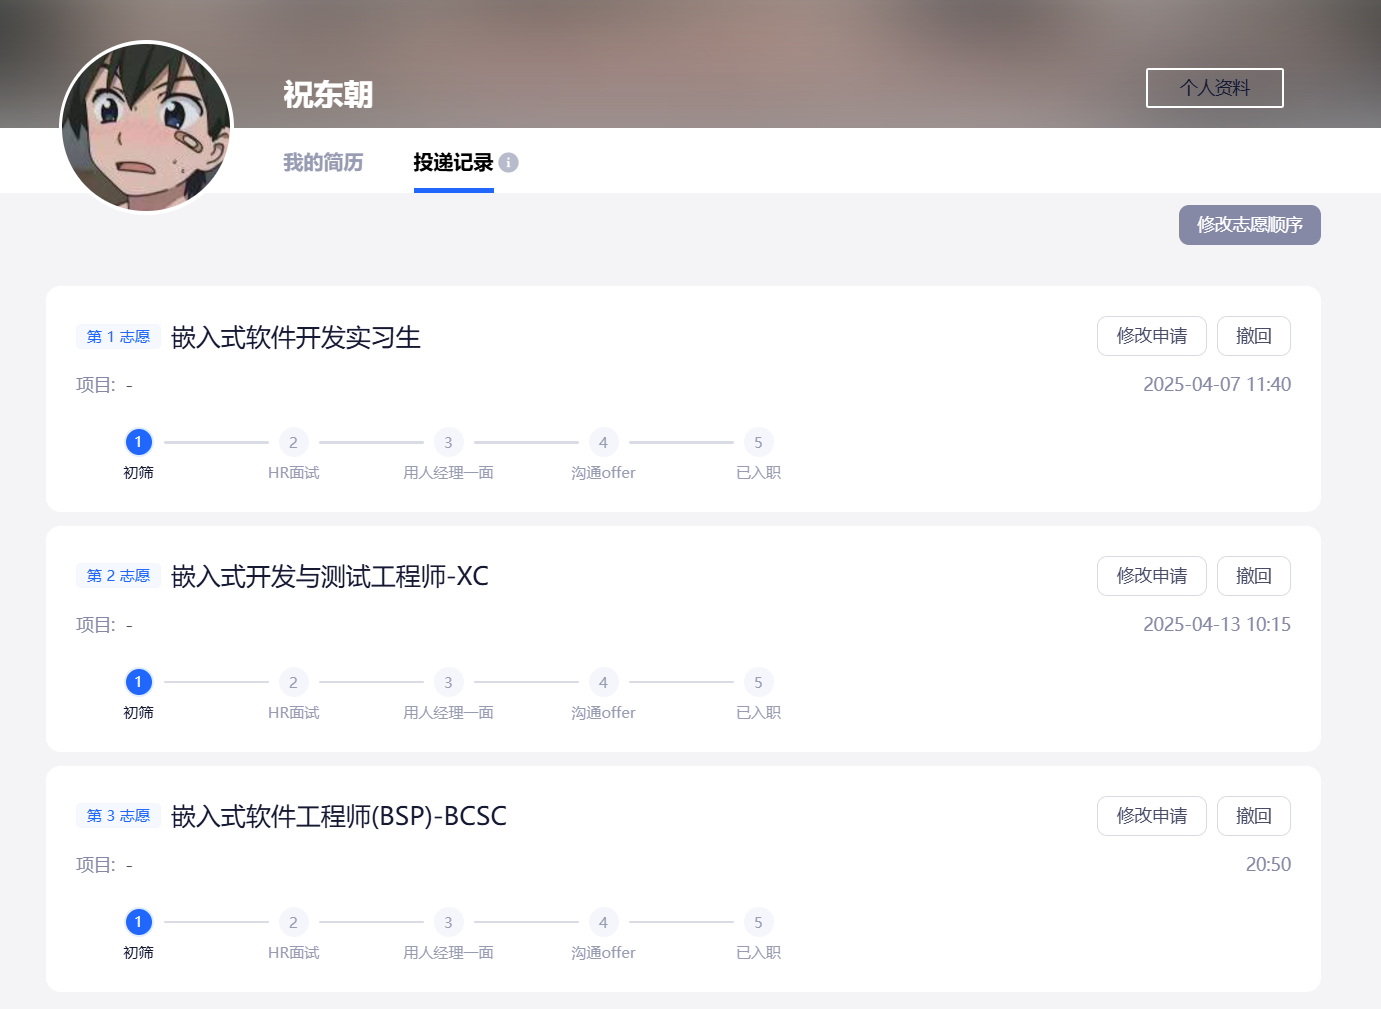 祝东朝
个人资料
我的简历
投递记录
修改志愿顺序
第 1 志愿 嵌入式软件开发实习生
修改申请 撤回
项目: -
2025-04-07 11:40
1 2 3 4 5
初筛 HR面试 用人经理一面 沟通offer 已入职
第 2 志愿 嵌入式开发与测试工程师-XC
修改申请 撤回
项目: -
2025-04-13 10:15
1 2 3 4 5
初筛 HR面试 用人经理一面 沟通offer 已入职
第 3 志愿 嵌入式软件工程师(BSP)-BCSC
修改申请 撤回
项目: -
20:50
1 2 3 4 5
初筛 HR面试 用人经理一面 沟通offer 已入职